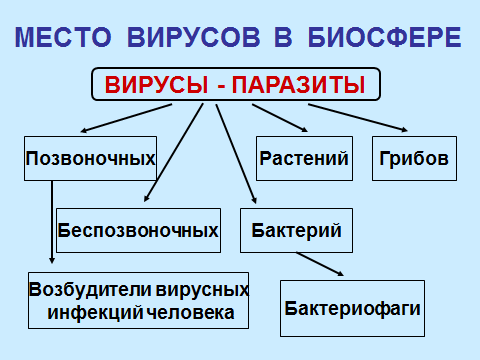 МЕСТО ВИРУСОВ В БИОСФЕРЕ
ВИРУСЫ - ПАРАЗИТЫ
Позвоночных
Растений
Грибов
Беспозвоночных
Бактерий
Возбудители вирусных
инфекций человека
Бактериофаги